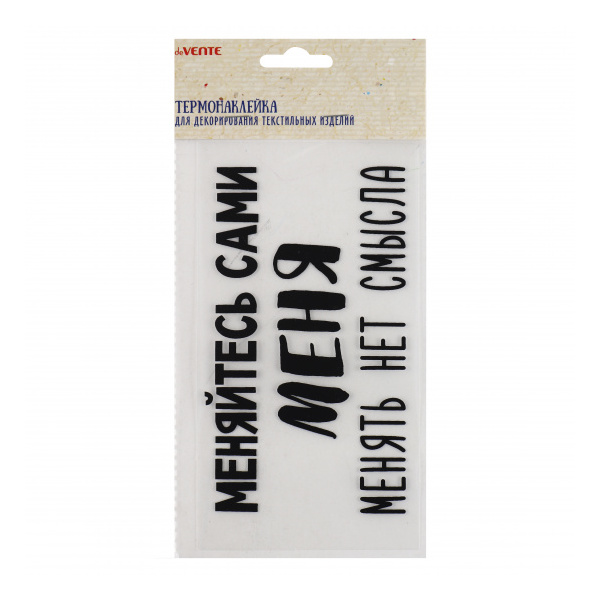 deVENTE
ТЕРМОНАКЛЕЙКА
ДЛЯ ДЕКОРИРОВАНИЯ ТЕКСТИЛЬНЫХ ИЗДЕЛИЙ
МЕНЯЙТЕСЬ САМИ
МЕНЯ
МЕНЯТЬ НЕТ СМЫСЛА